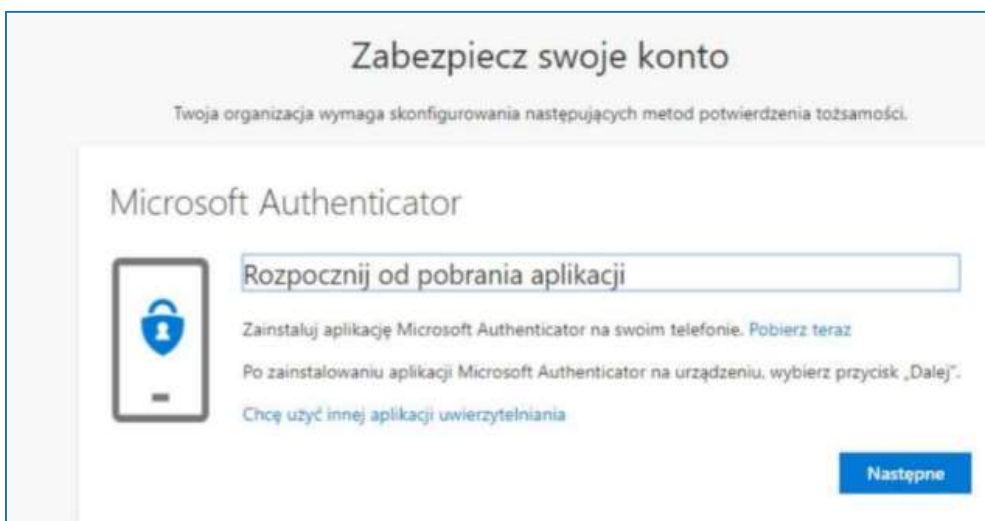 Zabezpiecz swoje konto
Twoja organizacja wymaga skonfigurowania następujących metod potwierdzenia tożsamości.
Microsoft Authenticator
Rozpocznij od pobrania aplikacji
Zainstaluj aplikację Microsoft Authenticator na swoim telefonie. Pobierz teraz
Po zainstalowaniu aplikacji Microsoft Authenticator na urządzeniu, wybierz przycisk „Dalej”.
Chcę użyć innej aplikacji uwierzytelniania
Następne